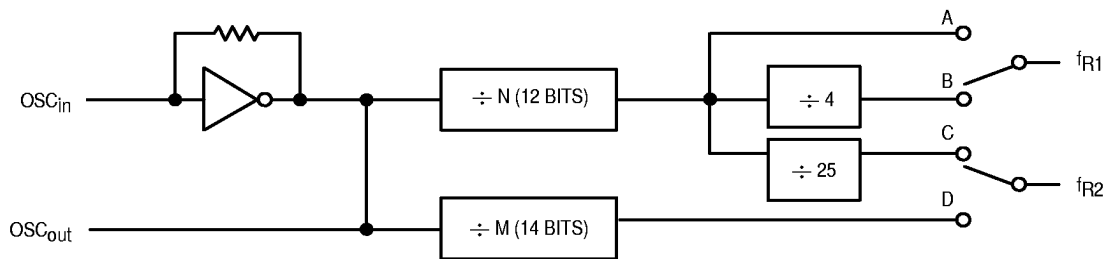 A
fR1
OSCin
÷ N (12 BITS)
÷ 4
B
C
÷ 25
fR2
D
OSCout
÷ M (14 BITS)